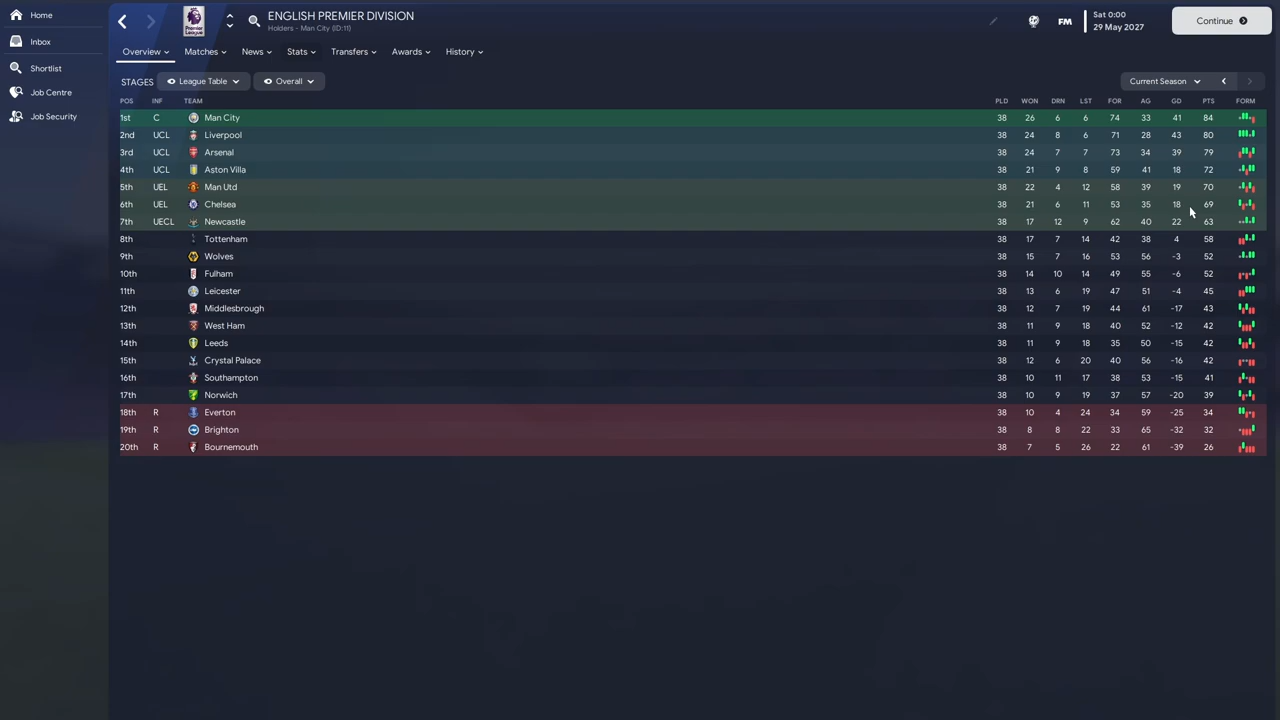 Home
Inbox
Shortlist
Job Centre
Job Security
Premier League
ENGLISH PREMIER DIVISION
Holders - Man City (ID:11)
FM
Sat 0:00
29 May 2027
Continue
Overview Matches News Stats Transfers Awards History
STAGES League Table Overall Current Season
POS INF TEAM PLD WON DRN LST FOR AG GD PTS FORM
1st C Man City 38 26 6 6 74 33 41 84
2nd UCL Liverpool 38 24 8 6 71 28 43 80
3rd UCL Arsenal 38 24 7 7 73 34 39 79
4th UCL Aston Villa 38 21 9 8 59 41 18 72
5th UEL Man Utd 38 22 4 12 58 39 19 70
6th UEL Chelsea 38 21 6 11 53 35 18 69
7th UECL Newcastle 38 17 12 9 62 40 22 63
8th Tottenham 38 17 7 14 42 38 4 58
9th Wolves 38 15 7 16 53 56 -3 52
10th Fulham 38 14 10 14 49 55 -6 52
11th Leicester 38 13 6 19 47 51 -4 45
12th Middlesbrough 38 12 7 19 44 61 -17 43
13th West Ham 38 11 9 18 40 52 -12 42
14th Leeds 38 11 9 18 35 50 -15 42
15th Crystal Palace 38 12 6 20 40 56 -16 42
16th Southampton 38 10 11 17 38 53 -15 41
17th Norwich 38 10 9 19 37 57 -20 39
18th R Everton 38 10 4 24 34 59 -25 34
19th R Brighton 38 8 8 22 33 65 -32 32
20th R Bournemouth 38 7 5 26 22 61 -39 26